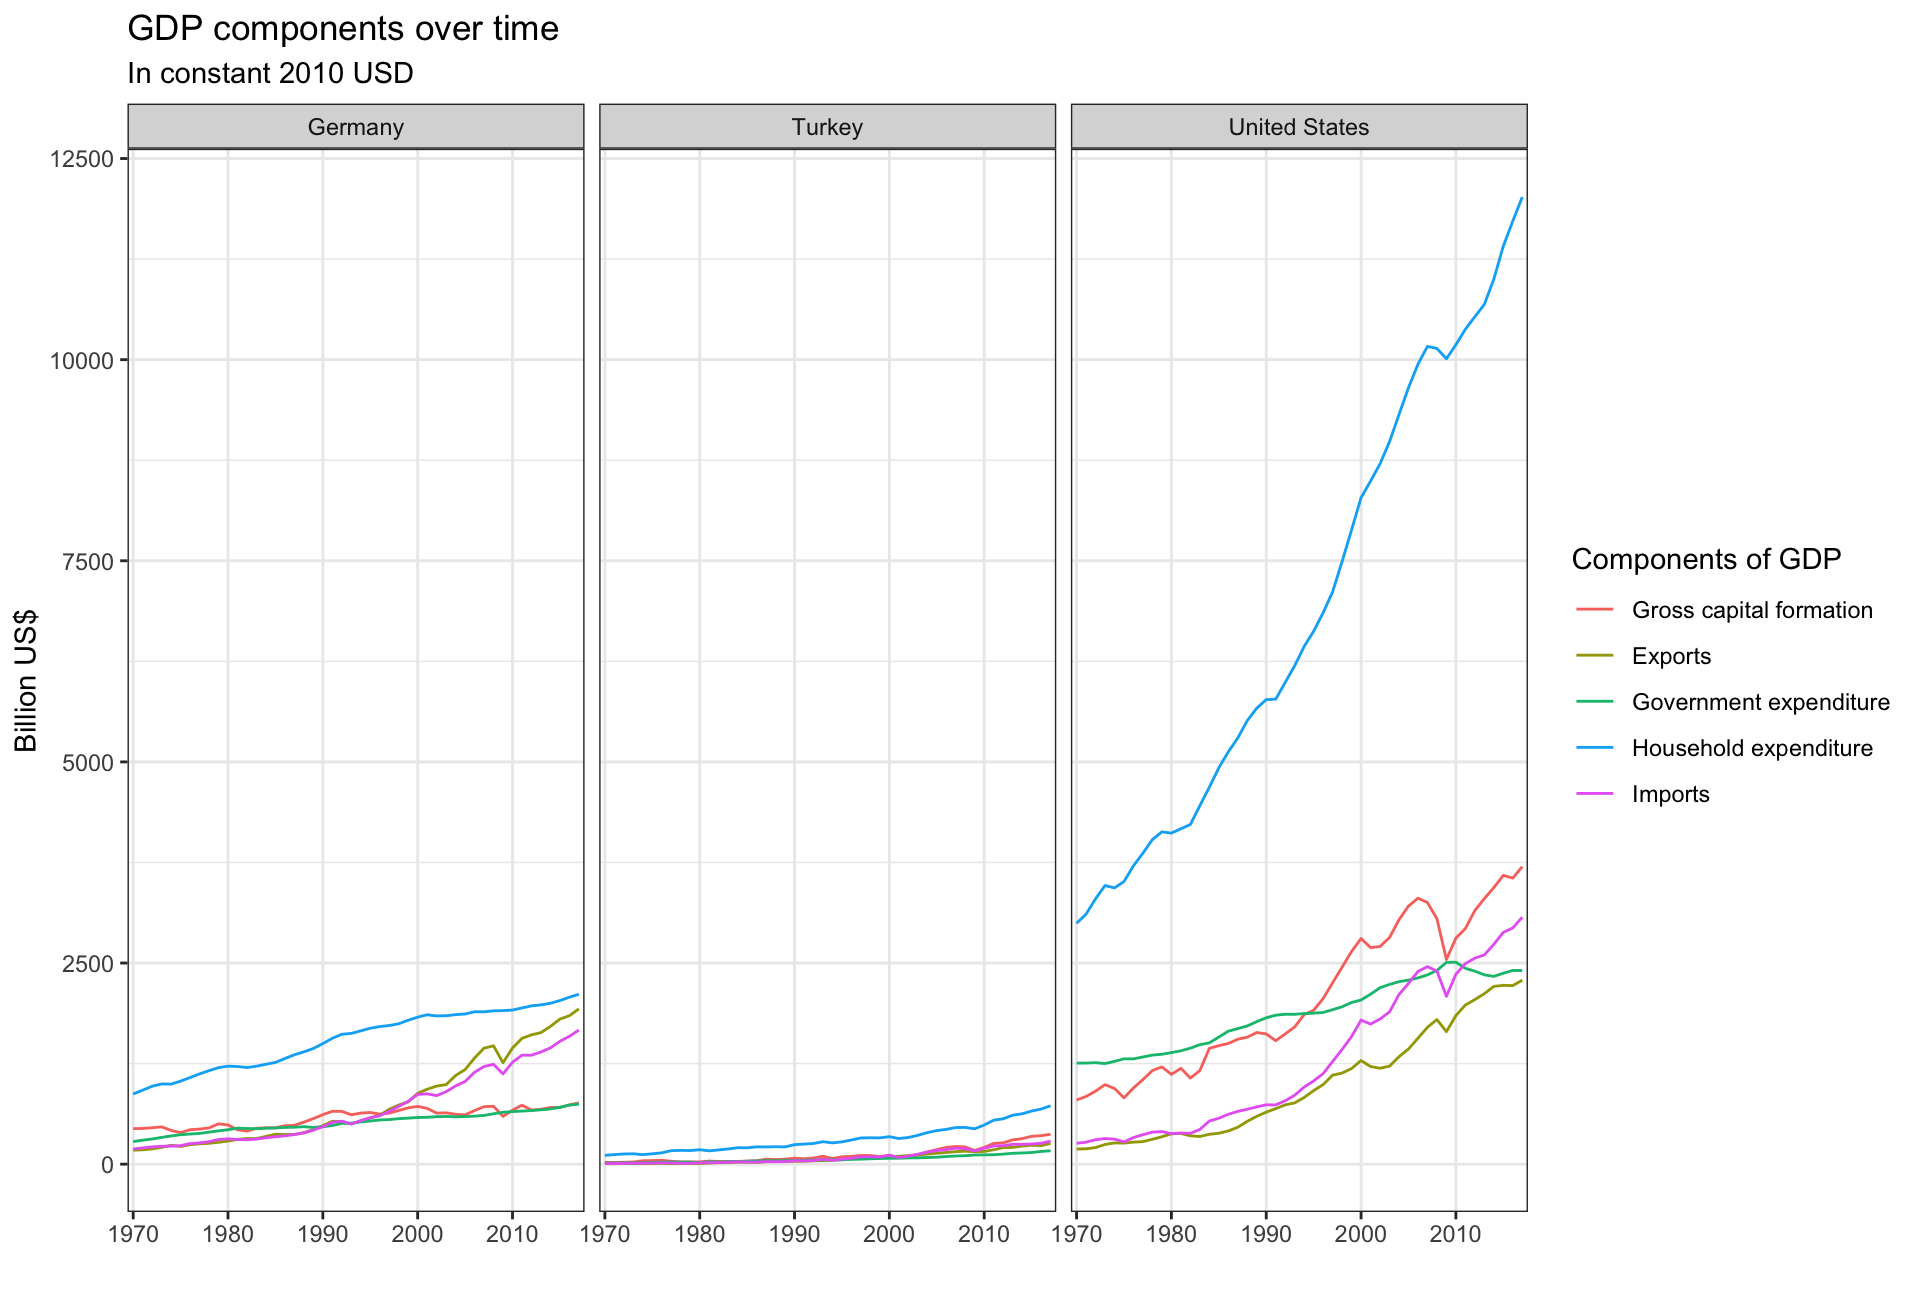 GDP components over time
In constant 2010 USD
Germany
Turkey
United States
12500
10000
7500
5000
2500
0
Billion US$
1970 1980 1990 2000 2010
1970 1980 1990 2000 2010
1970 1980 1990 2000 2010
Components of GDP
Gross capital formation
Exports
Government expenditure
Household expenditure
Imports